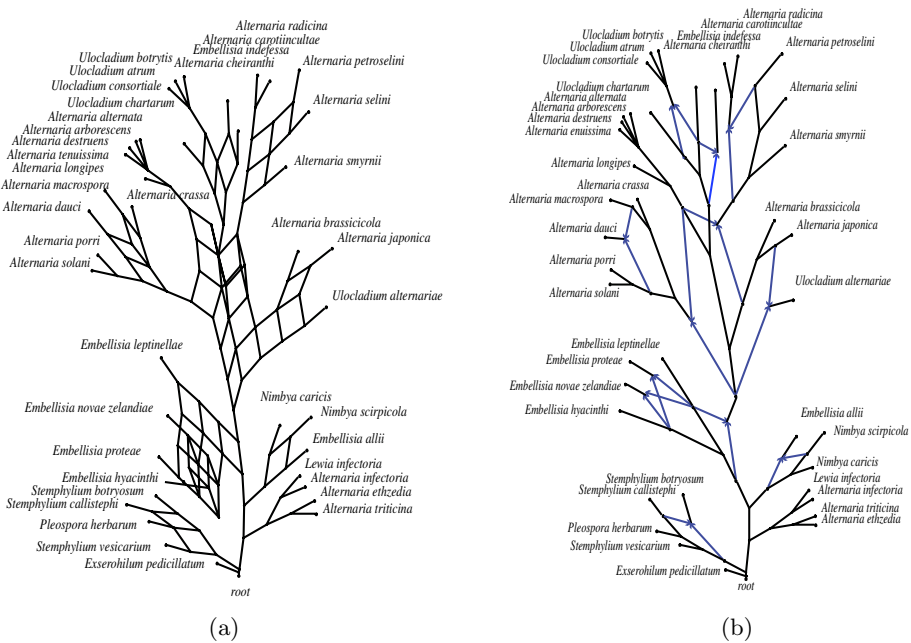 Alternaria radicina
Alternaria carotiincultae
Embellisia indefessa
Ulocladium botrytis
Alternaria cheiranthi
Alternaria petroselini
Ulocladium atrum
Ulocladium consortiale
Alternaria selini
Ulocladium chartarum
Alternaria alternata
Alternaria arborescens
Alternaria destruens
Alternaria tenuissima
Alternaria smyrnii
Alternaria longipes
Alternaria macrospora
Alternaria crassa
Alternaria dauci
Alternaria brassicicola
Alternaria porri
Alternaria japonica
Alternaria solani
Ulocladium alternariae
Embellisia leptinellae
Nimbya caricis
Embellisia novae zelandiae
Nimbya scirpicola
Embellisia allii
Embellisia proteae
Lewia infectoria
Embellisia hyacinthi
Alternaria infectoria
Stemphylium botryosum
Alternaria ethzedia
Stemphylium callistephi
Alternaria triticina
Pleospora herbarum
Stemphylium vesicarium
Exserohilum pedicillatum
root
(a)
Alternaria radicina
Alternaria carotiincultae
Ulocladium botrytis
Embellisia indefessa
Ulocladium atrum
Alternaria cheiranthi
Alternaria petroselini
Ulocladium consortiale
Ulocladium chartarum
Alternaria selini
Alternaria alternata
Alternaria arborescens
Alternaria destruens
Alternaria enuissima
Alternaria smyrnii
Alternaria longipes
Alternaria crassa
Alternaria macrospora
Alternaria brassicicola
Alternaria dauci
Alternaria japonica
Alternaria porri
Ulocladium alternariae
Alternaria solani
Embellisia leptinellae
Embellisia proteae
Embellisia novae zelandiae
Embellisia hyacinthi
Embellisia allii
Nimbya scirpicola
Nimbya caricis
Stemphylium botryosum
Lewia infectoria
Stemphylium callistephi
Alternaria infectoria
Alternaria triticina
Pleospora herbarum
Alternaria ethzedia
Stemphylium vesicarium
Exserohilum pedicillatum
root
(b)